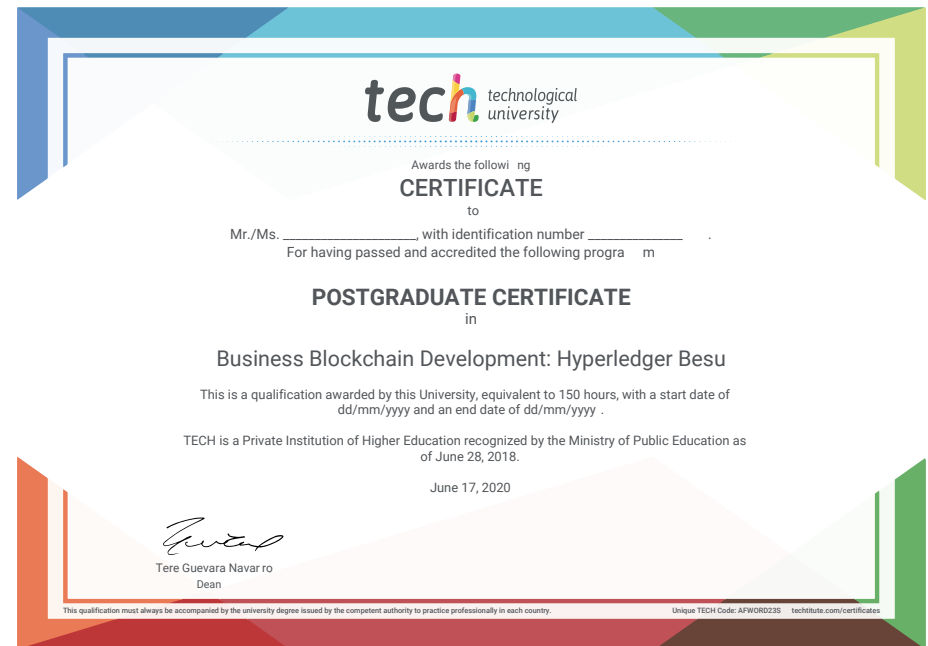 tech technological
university
Awards the followi ng
CERTIFICATE
to
Mr./Ms. _____________________, with identification number _______________ .
For having passed and accredited the following progra m
POSTGRADUATE CERTIFICATE
in
Business Blockchain Development: Hyperledger Besu
This is a qualification awarded by this University, equivalent to 150 hours, with a start date of
dd/mm/yyyy and an end date of dd/mm/yyyy .
TECH is a Private Institution of Higher Education recognized by the Ministry of Public Education as
of June 28, 2018.
June 17, 2020
Tere Guevara Navar ro
Dean
This qualification must always be accompanied by the university degree issued by the competent authority to practice professionally in each country.
Unique TECH Code: AFWORD23S techtitute.com/certificates